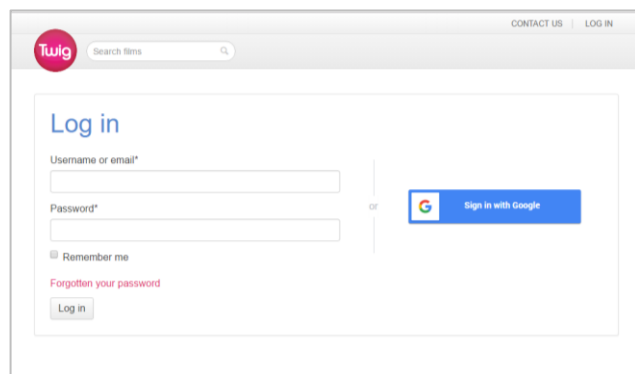 CONTACT US LOG IN
Twig
Search films
Log in
Username or email*
Password*
or
Sign in with Google
Remember me
Forgotten your password
Log in